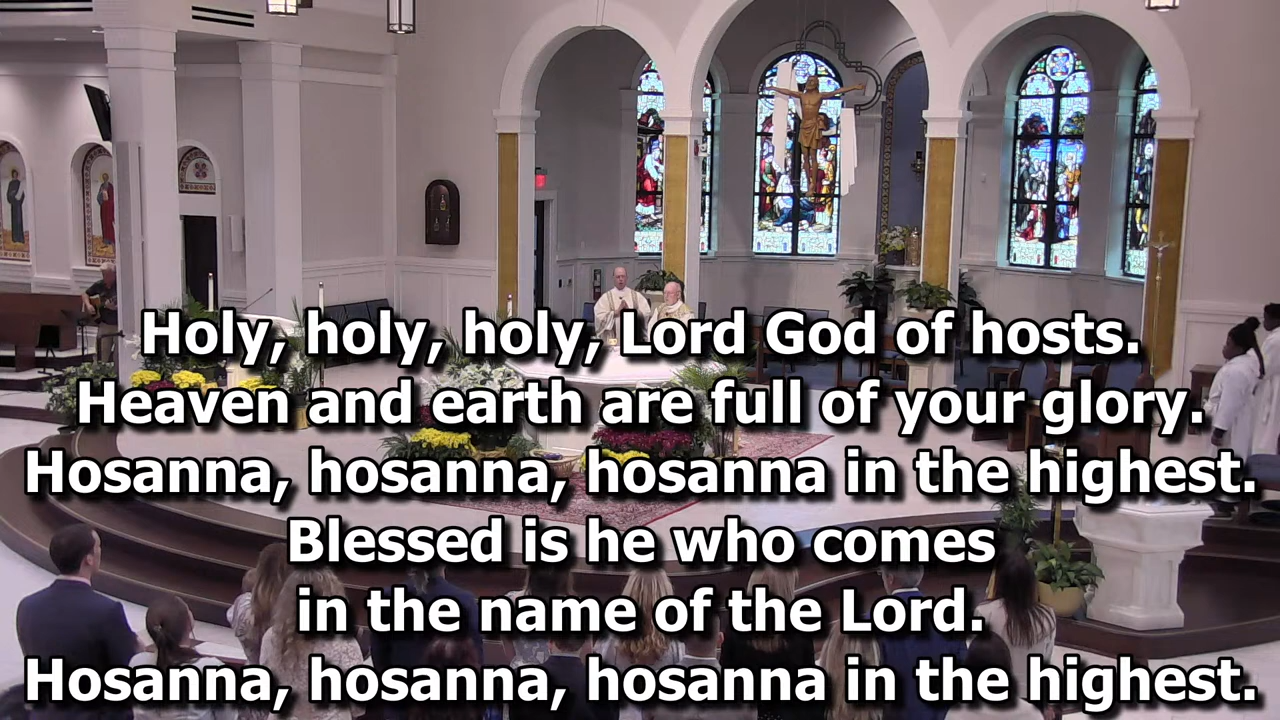 Holy, holy, holy, Lord God of hosts.
Heaven and earth are full of your glory.
Hosanna, hosanna, hosanna in the highest.
Blessed is he who comes
in the name of the Lord.
Hosanna, hosanna, hosanna in the highest.